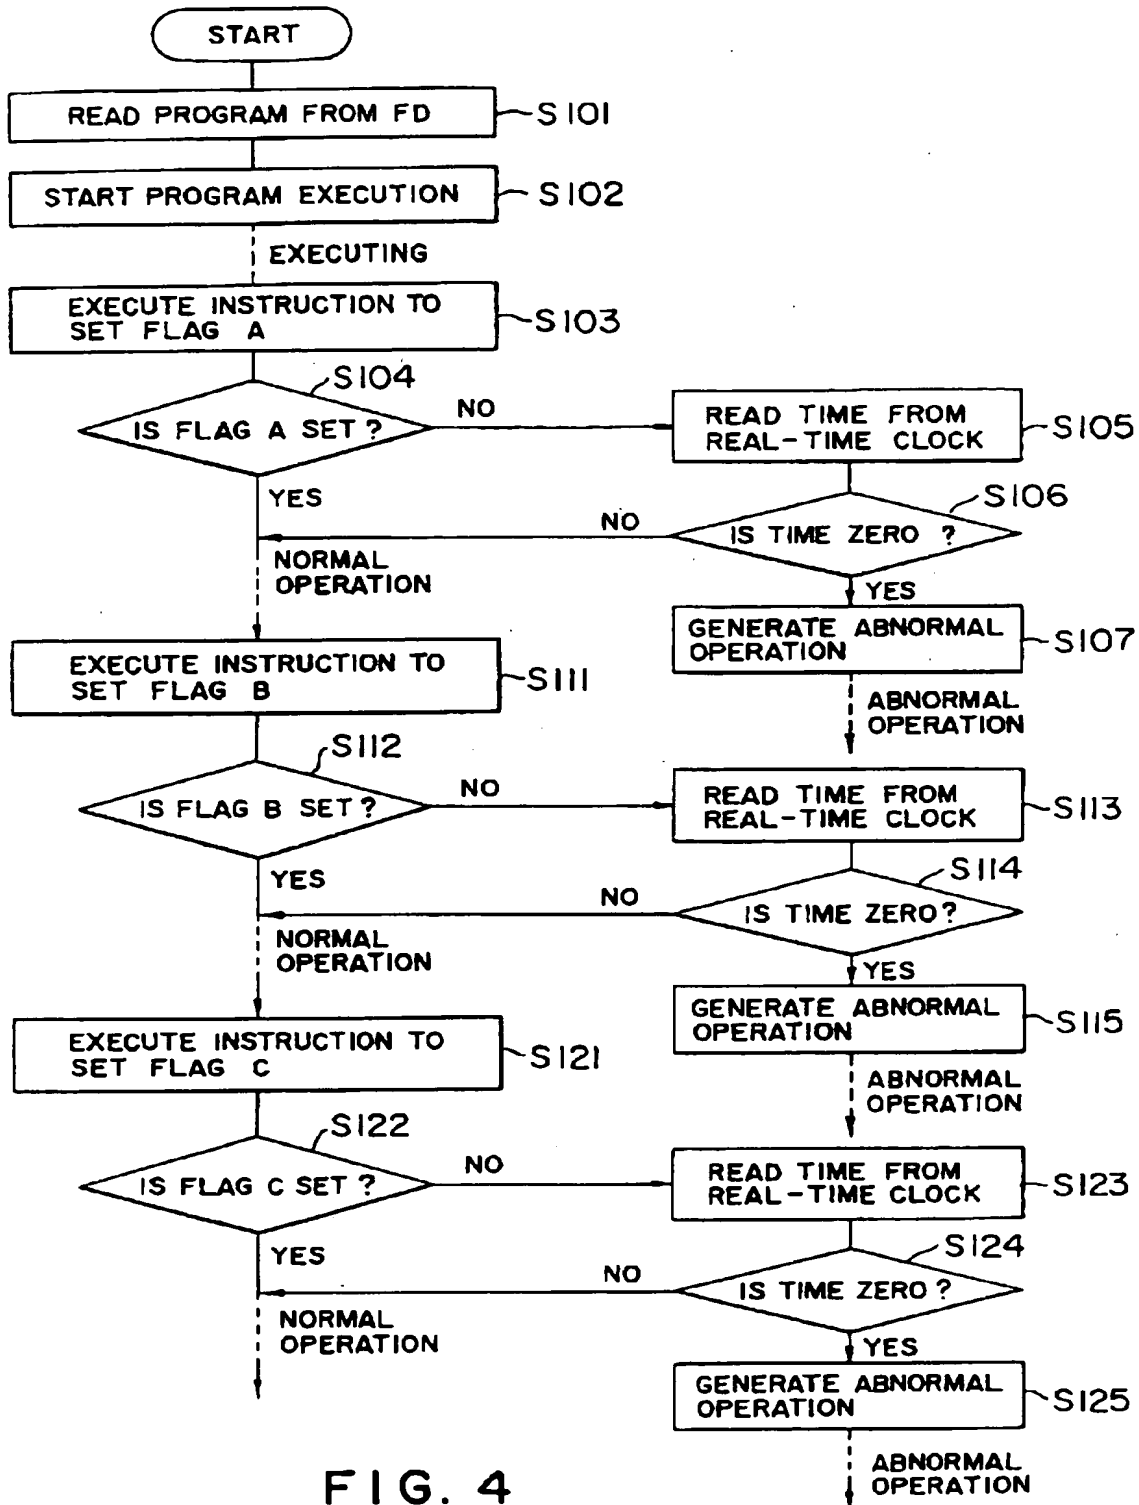 START
READ PROGRAM FROM FD
S101
START PROGRAM EXECUTION
S102
EXECUTING
EXECUTE INSTRUCTION TO
SET FLAG A
S103
S104
IS FLAG A SET?
NO
READ TIME FROM
REAL-TIME CLOCK
S105
YES
S106
NO
IS TIME ZERO ?
NORMAL
OPERATION
YES
GENERATE ABNORMAL
OPERATION
S107
EXECUTE INSTRUCTION TO
SET FLAG B
S111
ABNORMAL
OPERATION
S112
IS FLAG B SET?
NO
READ TIME FROM
REAL-TIME CLOCK
S113
YES
S114
NO
IS TIME ZERO?
NORMAL
OPERATION
YES
GENERATE ABNORMAL
OPERATION
S115
EXECUTE INSTRUCTION TO
SET FLAG C
S121
ABNORMAL
OPERATION
S122
IS FLAG C SET ?
NO
READ TIME FROM
REAL-TIME CLOCK
S123
YES
S124
NO
IS TIME ZERO?
NORMAL
OPERATION
YES
GENERATE ABNORMAL
OPERATION
S125
ABNORMAL
OPERATION
FIG. 4